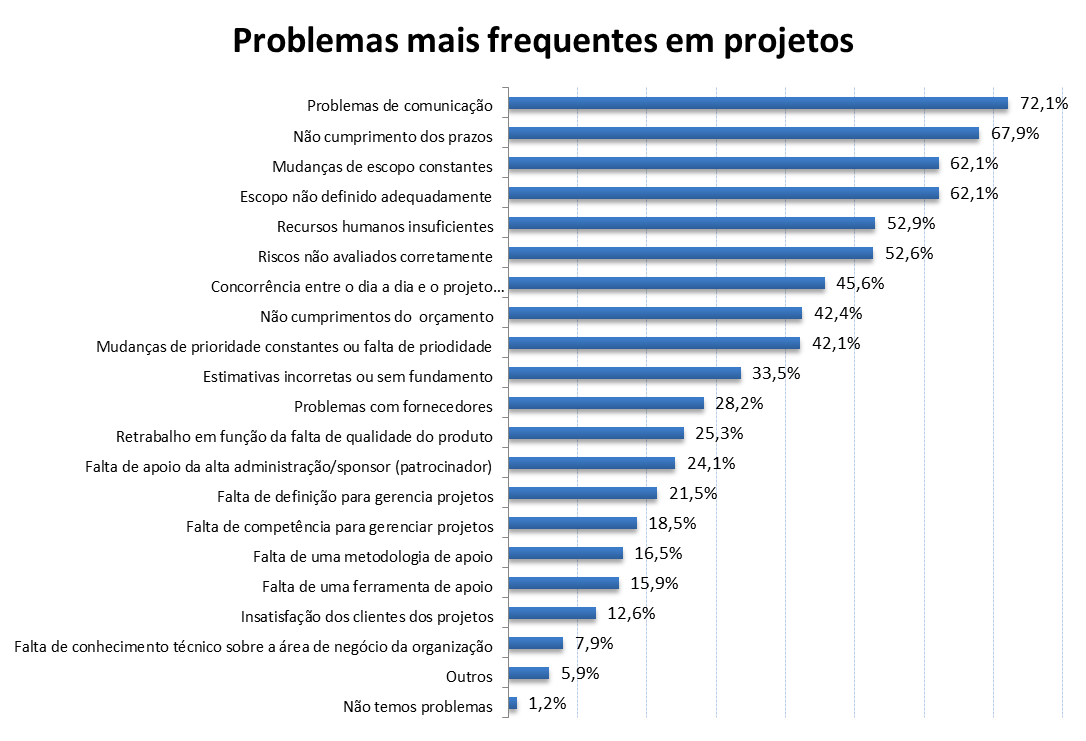 Problemas mais frequentes em projetos
Problemas de comunicação 72,1%
Não cumprimento dos prazos 67,9%
Mudanças de escopo constantes 62,1%
Escopo não definido adequadamente 62,1%
Recursos humanos insuficientes 52,9%
Riscos não avaliados corretamente 52,6%
Concorrência entre o dia a dia e o projeto... 45,6%
Não cumprimentos do orçamento 42,4%
Mudanças de prioridade constantes ou falta de priodidade 42,1%
Estimativas incorretas ou sem fundamento 33,5%
Problemas com fornecedores 28,2%
Retrabalho em função da falta de qualidade do produto 25,3%
Falta de apoio da alta administração/sponsor (patrocinador) 24,1%
Falta de definição para gerencia projetos 21,5%
Falta de competência para gerenciar projetos 18,5%
Falta de uma metodologia de apoio 16,5%
Falta de uma ferramenta de apoio 15,9%
Insatisfação dos clientes dos projetos 12,6%
Falta de conhecimento técnico sobre a área de negócio da organização 7,9%
Outros 5,9%
Não temos problemas 1,2%